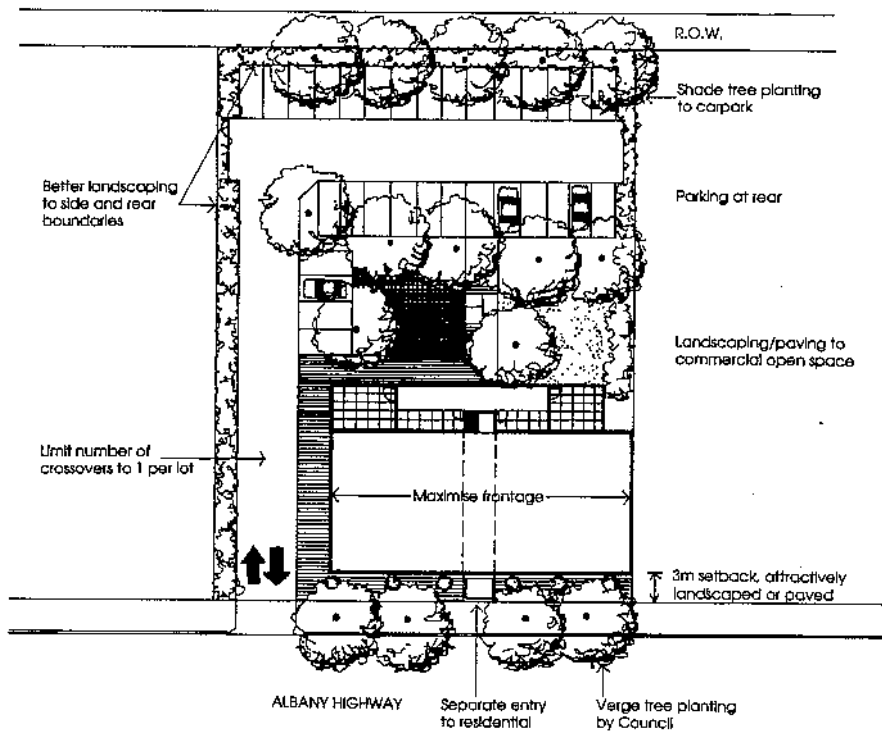 R.O.W.
Shade tree planting
to carpark
Better landscaping
to side and rear
boundaries
Parking at rear
Landscaping/paving to
commercial open space
Limit number of
crossovers to 1 per lot
Maximise frontage
3m setback, attractively
landscaped or paved
ALBANY HIGHWAY
Separate entry
to residential
Verge tree planting
by Council